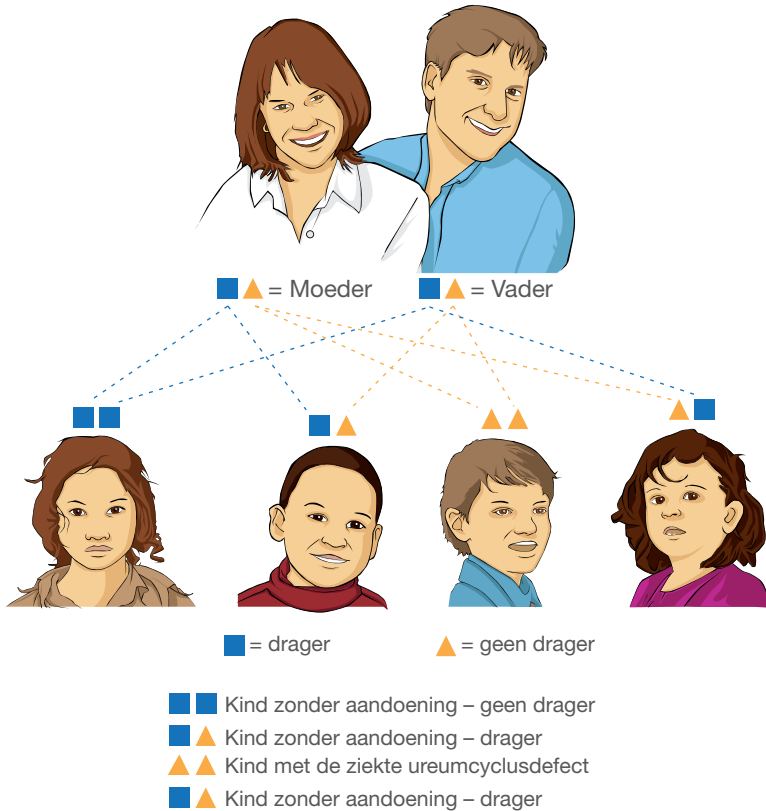 = Moeder = Vader
= drager = geen drager
Kind zonder aandoening – geen drager
Kind zonder aandoening – drager
Kind met de ziekte ureumcyclusdefect
Kind zonder aandoening – drager